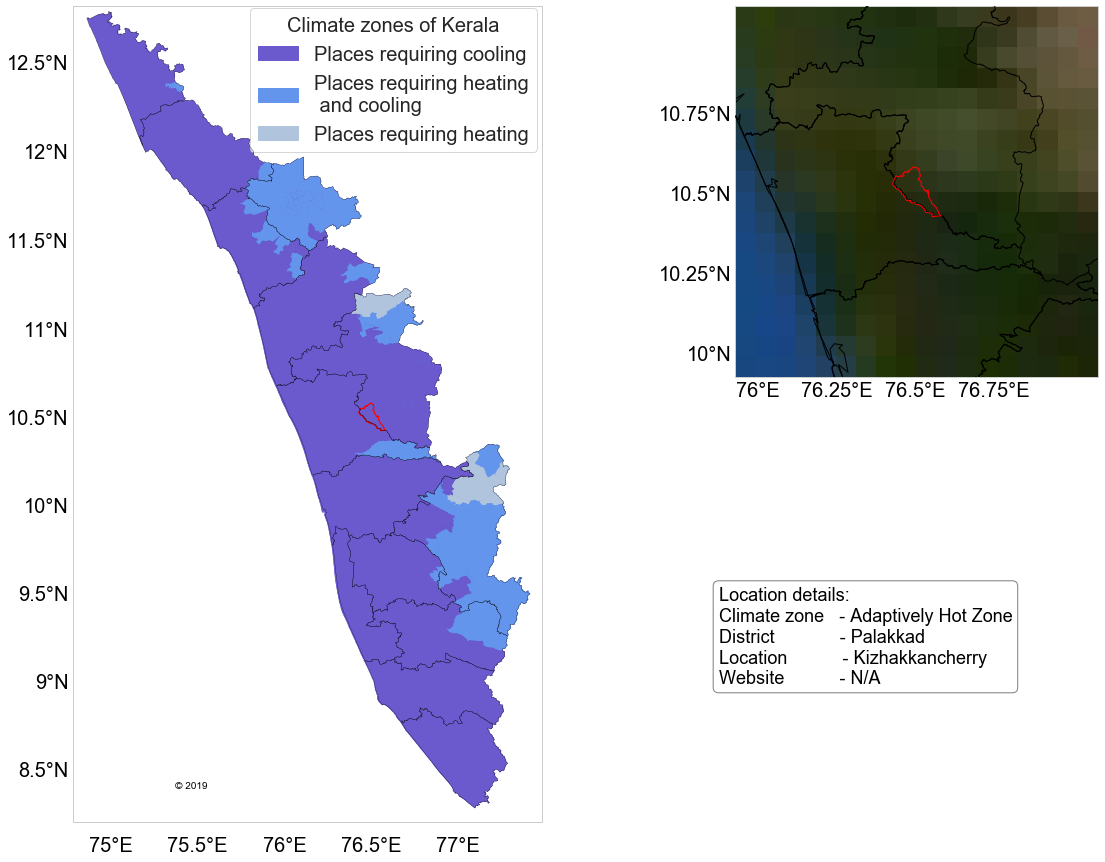 Climate zones of Kerala
Places requiring cooling
Places requiring heating
and cooling
Places requiring heating
12.5°N
12°N
11.5°N
11°N
10.5°N
10°N
9.5°N
9°N
8.5°N
75°E 75.5°E 76°E 76.5°E 77°E
© 2019
10.75°N
10.5°N
10.25°N
10°N
76°E 76.25°E 76.5°E 76.75°E
Location details:
Climate zone - Adaptively Hot Zone
District - Palakkad
Location - Kizhakkancherry
Website - N/A